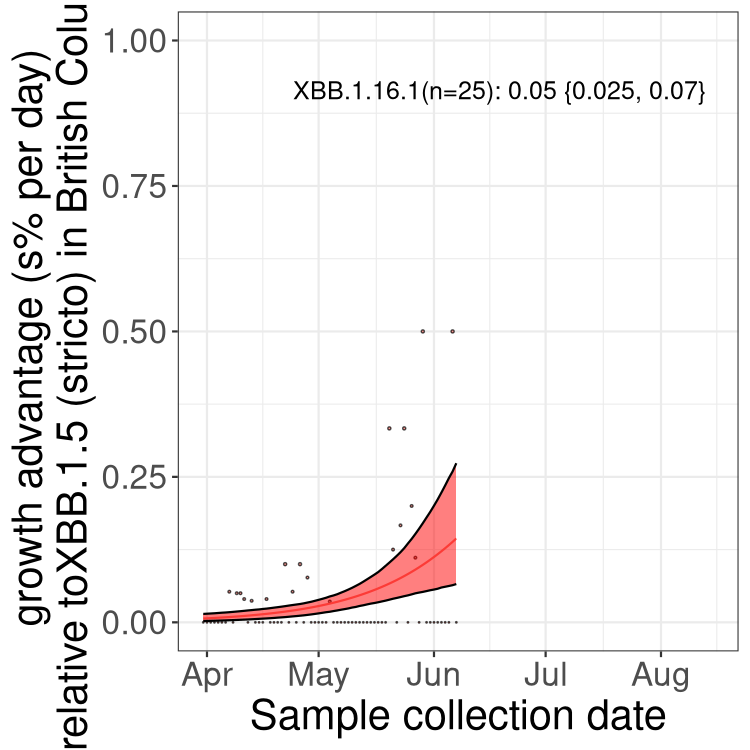 growth advantage (s% per day)
relative toXBB.1.5 (stricto) in British Colu
1.00
0.75
0.50
0.25
0.00
XBB.1.16.1(n=25): 0.05 {0.025, 0.07}
Apr May Jun Jul Aug
Sample collection date